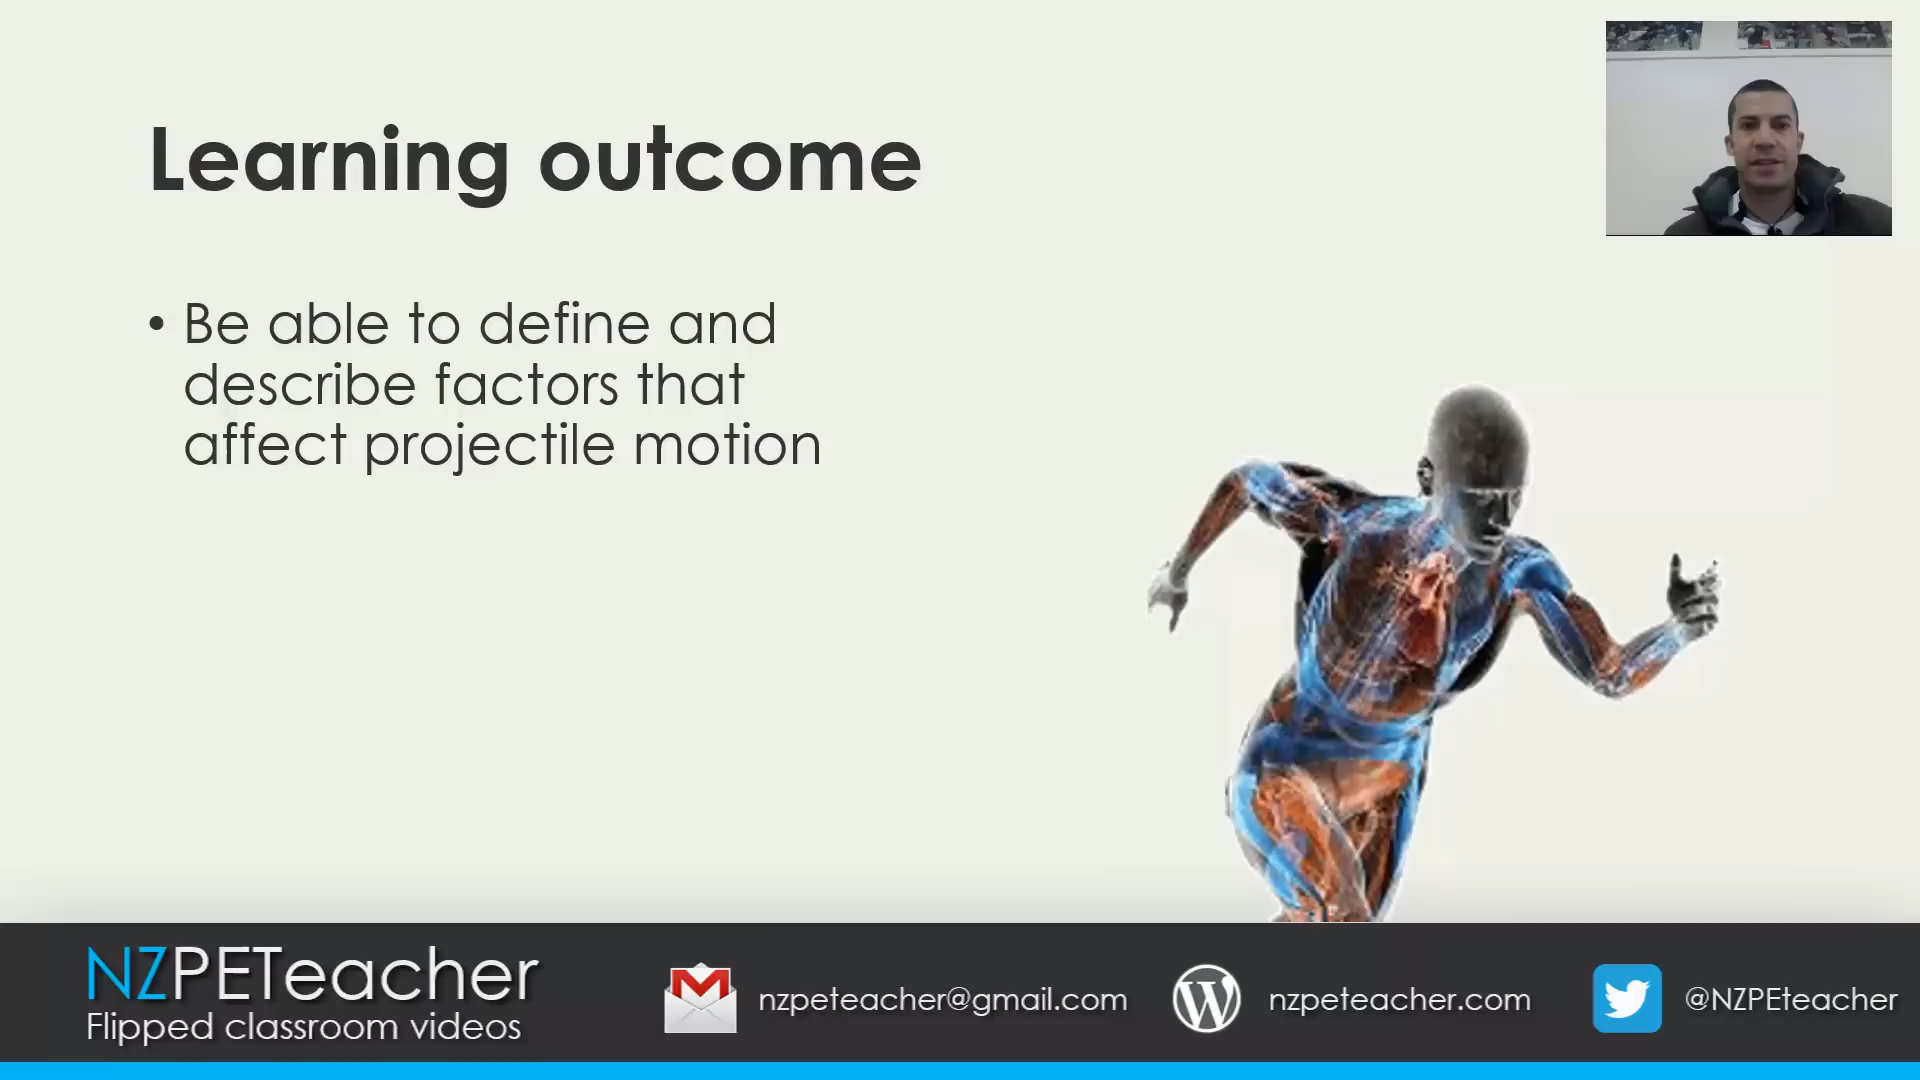 Learning outcome
• Be able to define and
describe factors that
affect projectile motion
NZPETeacher
Flipped classroom videos
nzpeteacher@gmail.com
nzpeteacher.com
@NZPEteacher